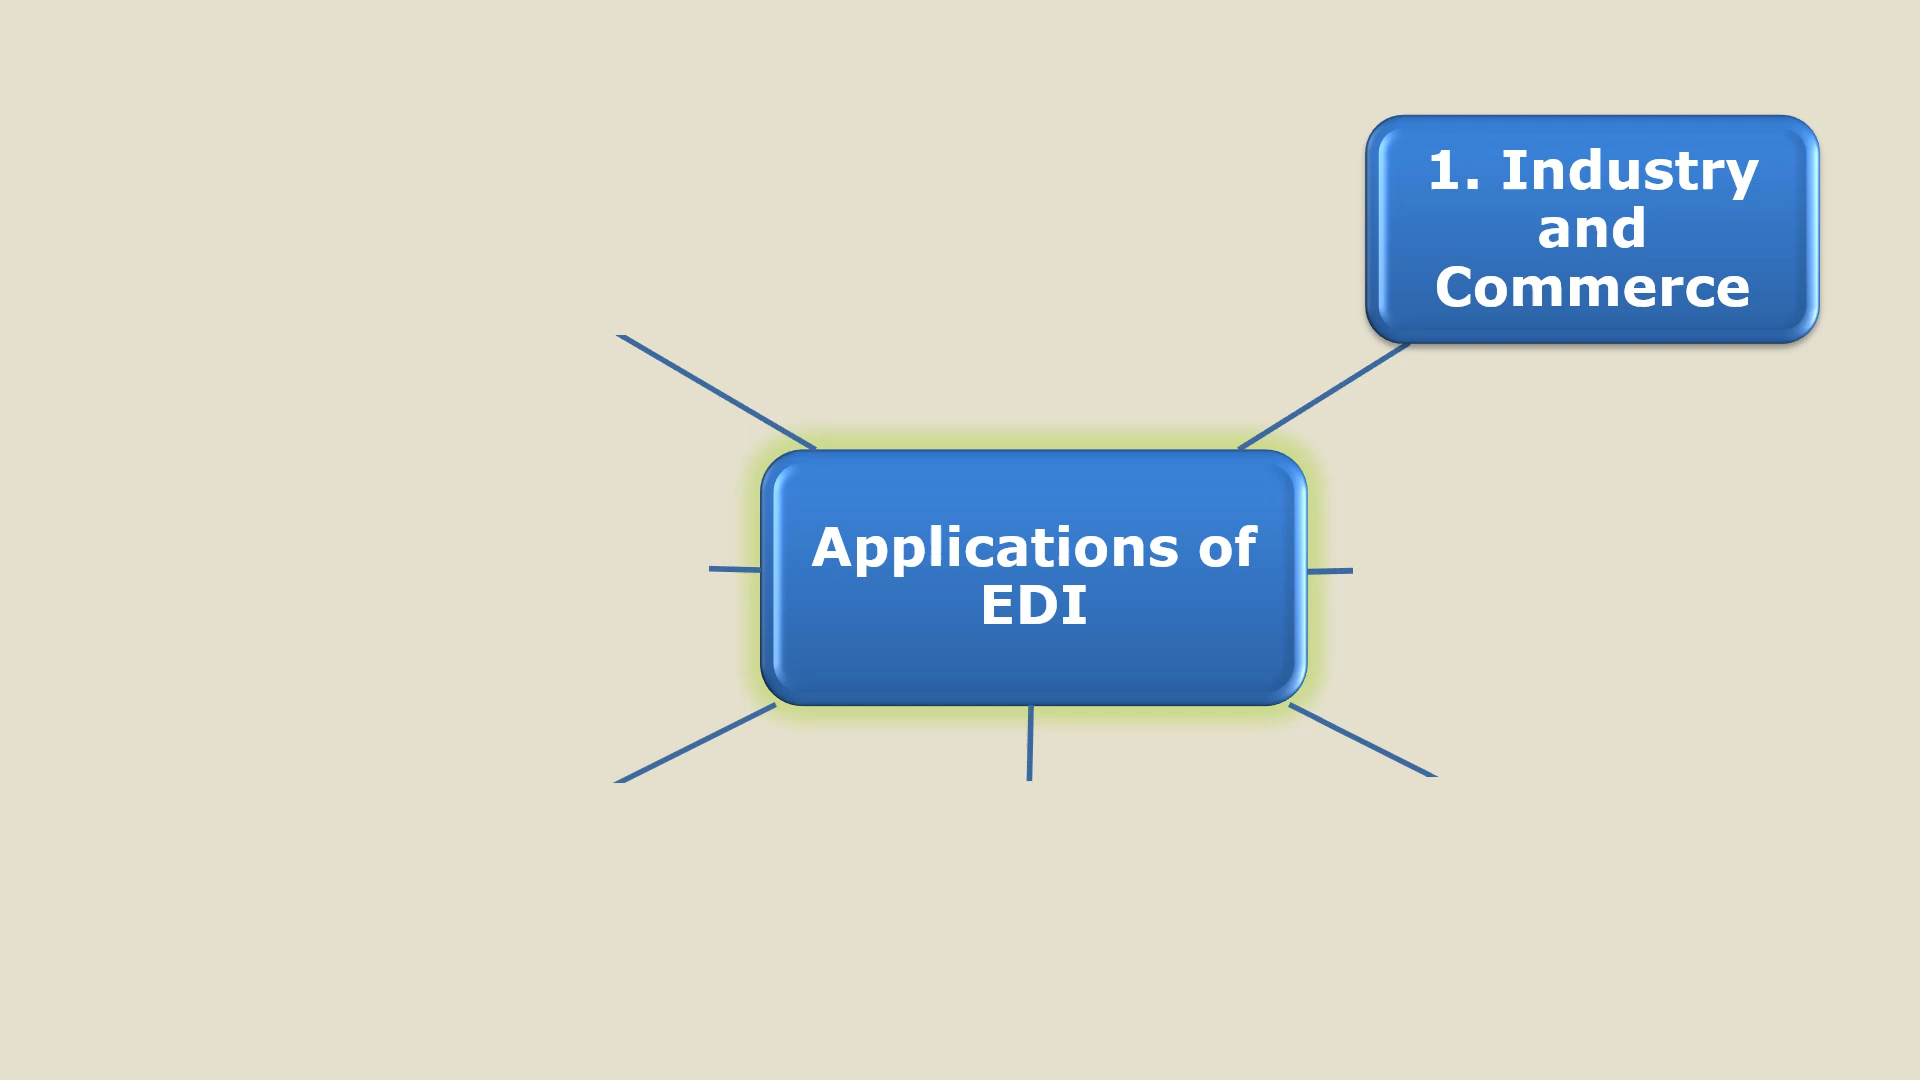 1. Industry
and
Commerce
Applications of
EDI